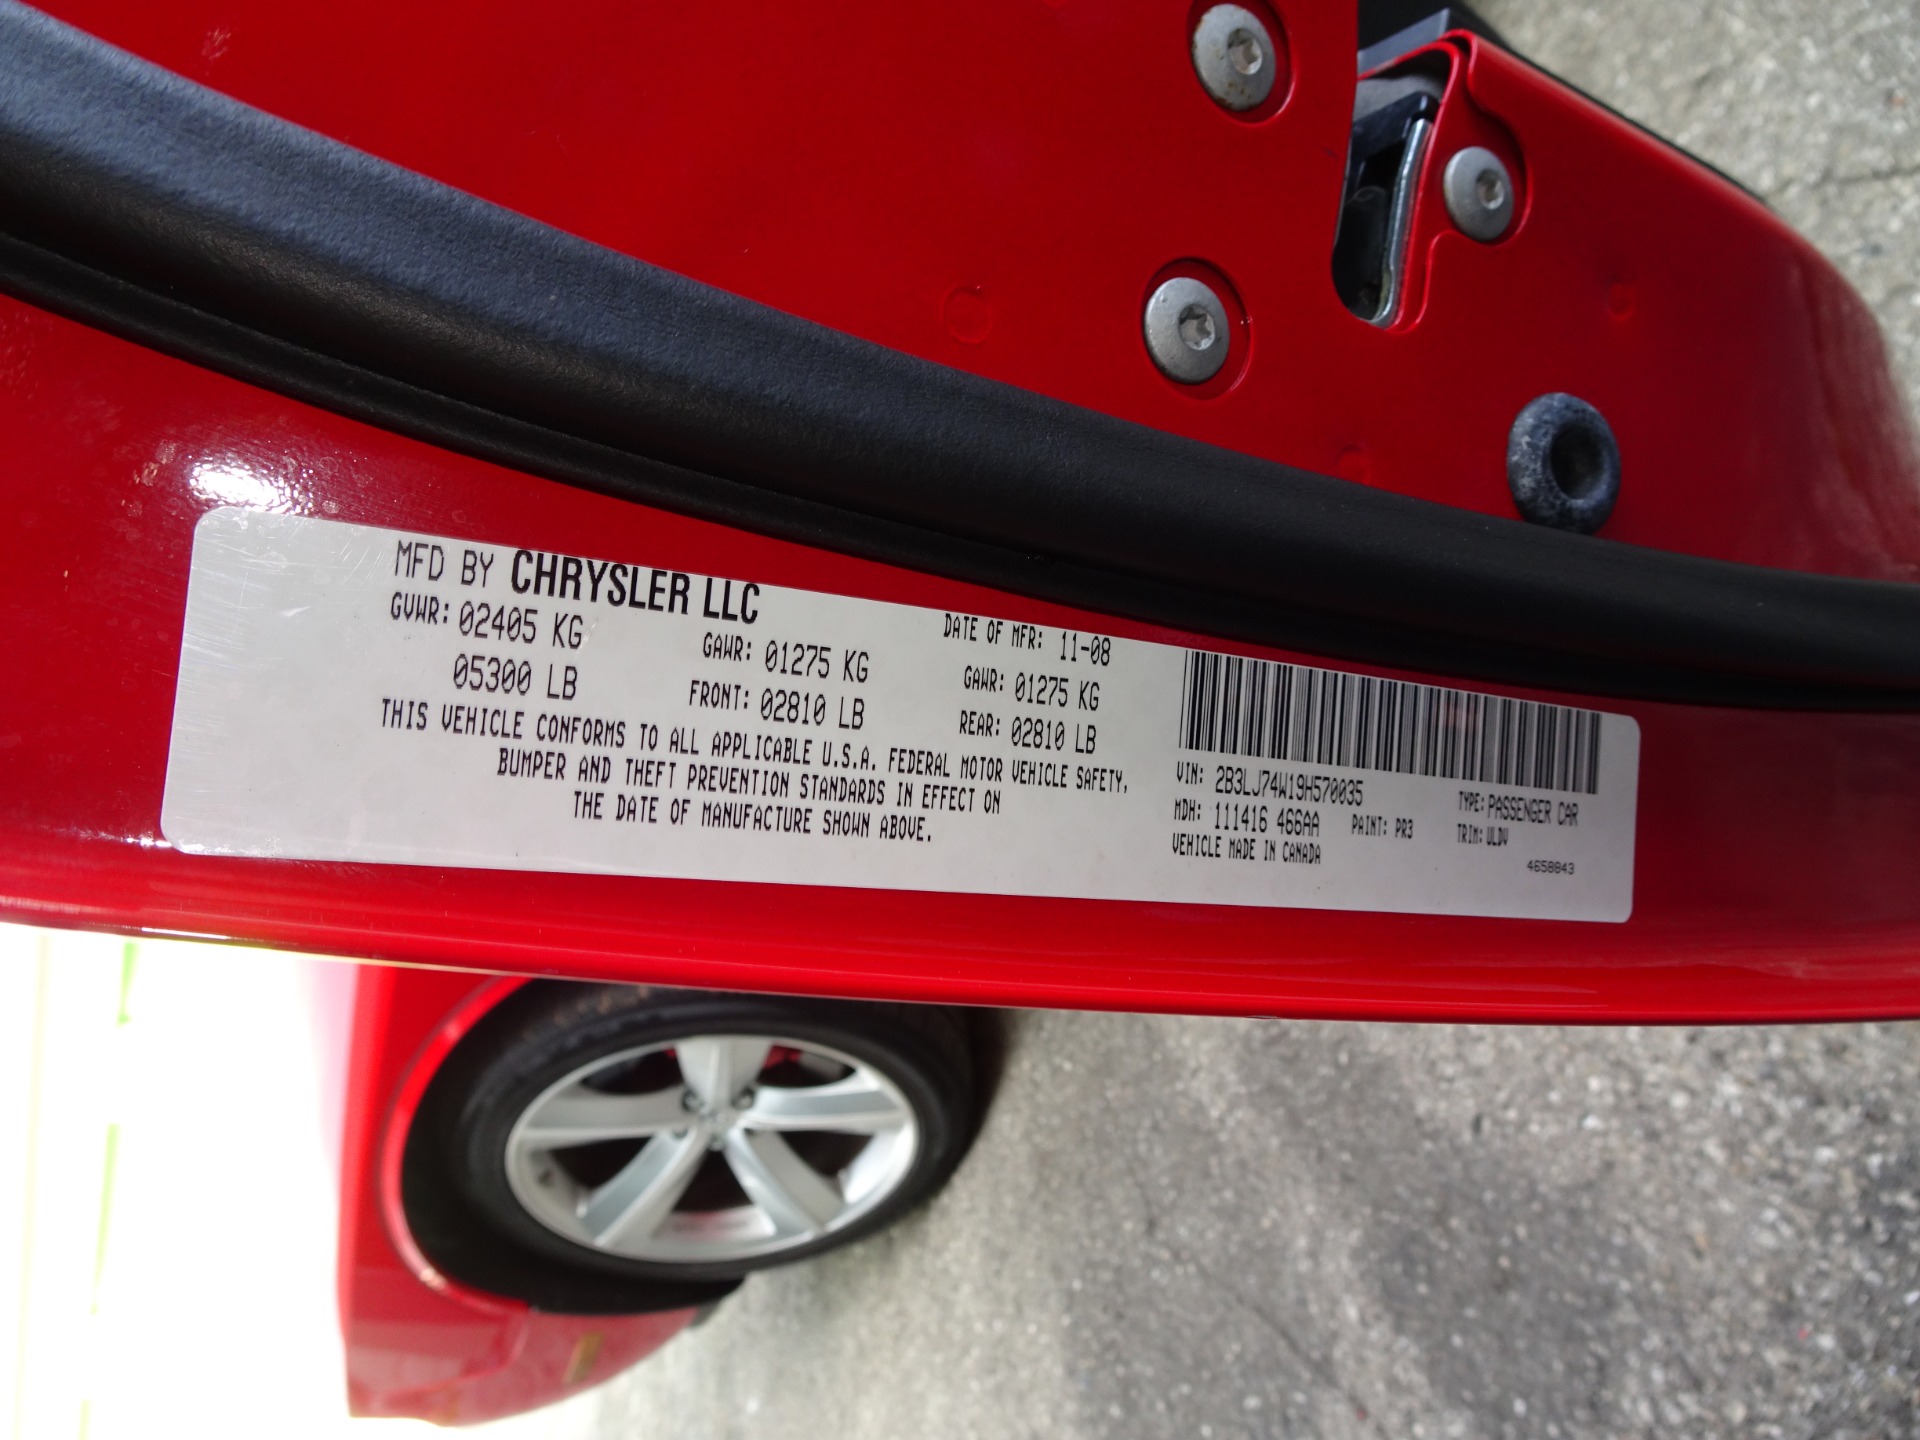 MFD BY CHRYSLER LLC
DATE OF MFR: 11-08
GVWR: 02405 KG
GAWR: 01275 KG
GAWR: 01275 KG
05300 LB
FRONT: 02810 LB
REAR: 02810 LB
THIS VEHICLE CONFORMS TO ALL APPLICABLE U.S.A. FEDERAL MOTOR VEHICLE SAFETY,
BUMPER AND THEFT PREVENTION STANDARDS IN EFFECT ON
THE DATE OF MANUFACTURE SHOWN ABOVE.
VIN: 2B3LJ74W19H570035
TYPE: PASSENGER CAR
MDH: 111416 466AA
PAINT: PR3
TRIM: ULDV
VEHICLE MADE IN CANADA
4658843